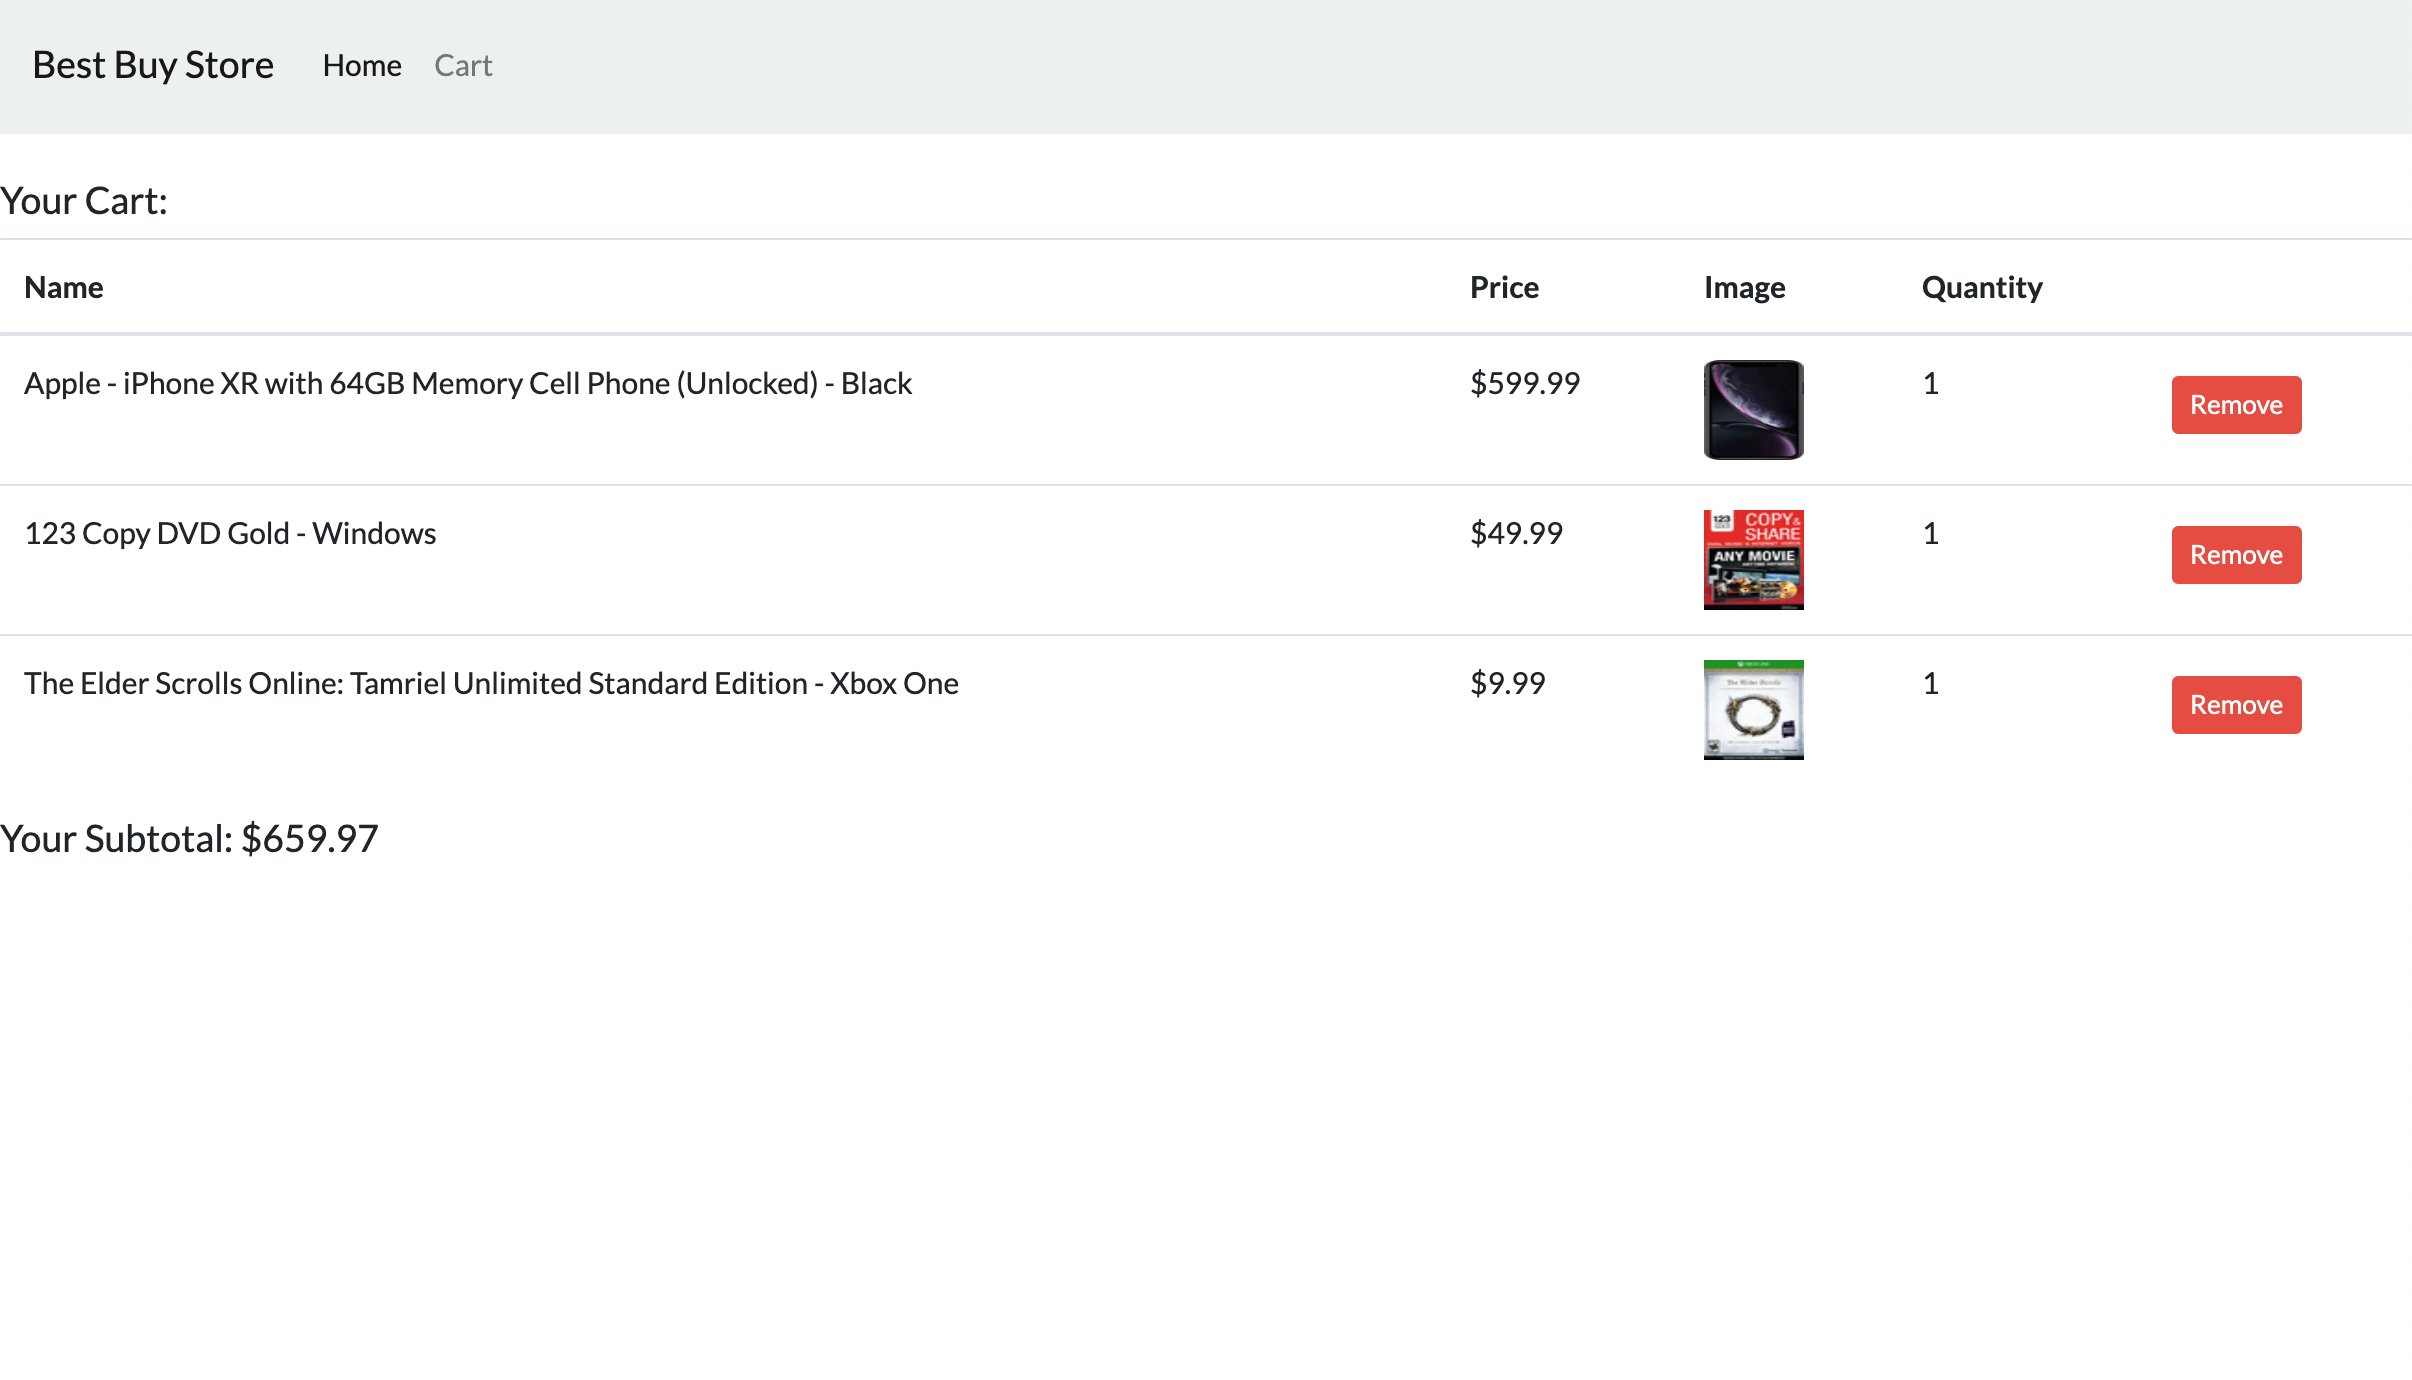 Best Buy Store Home Cart
Your Cart:
Name Price Image Quantity
Apple - iPhone XR with 64GB Memory Cell Phone (Unlocked) - Black $599.99 1 Remove
123 Copy DVD Gold - Windows $49.99 1 Remove
123
COPY&
SHARE
ANY MOVIE
The Elder Scrolls Online: Tamriel Unlimited Standard Edition - Xbox One $9.99 1 Remove
The Elder Scrolls
Your Subtotal: $659.97